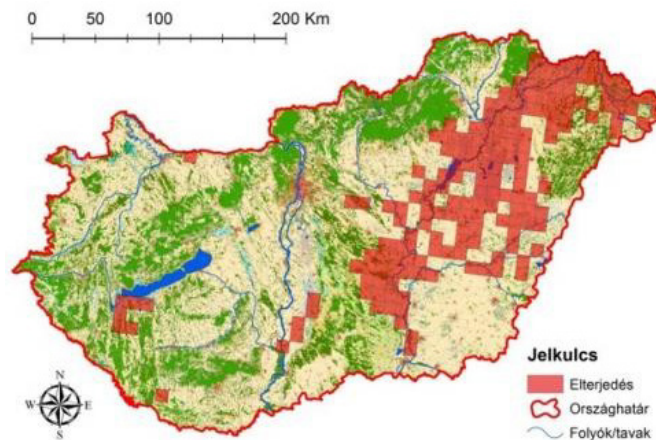 0 50 100 200 Km
N
W E
S
Jelkulcs
Elterjedés
Országhatár
Folyók/tavak